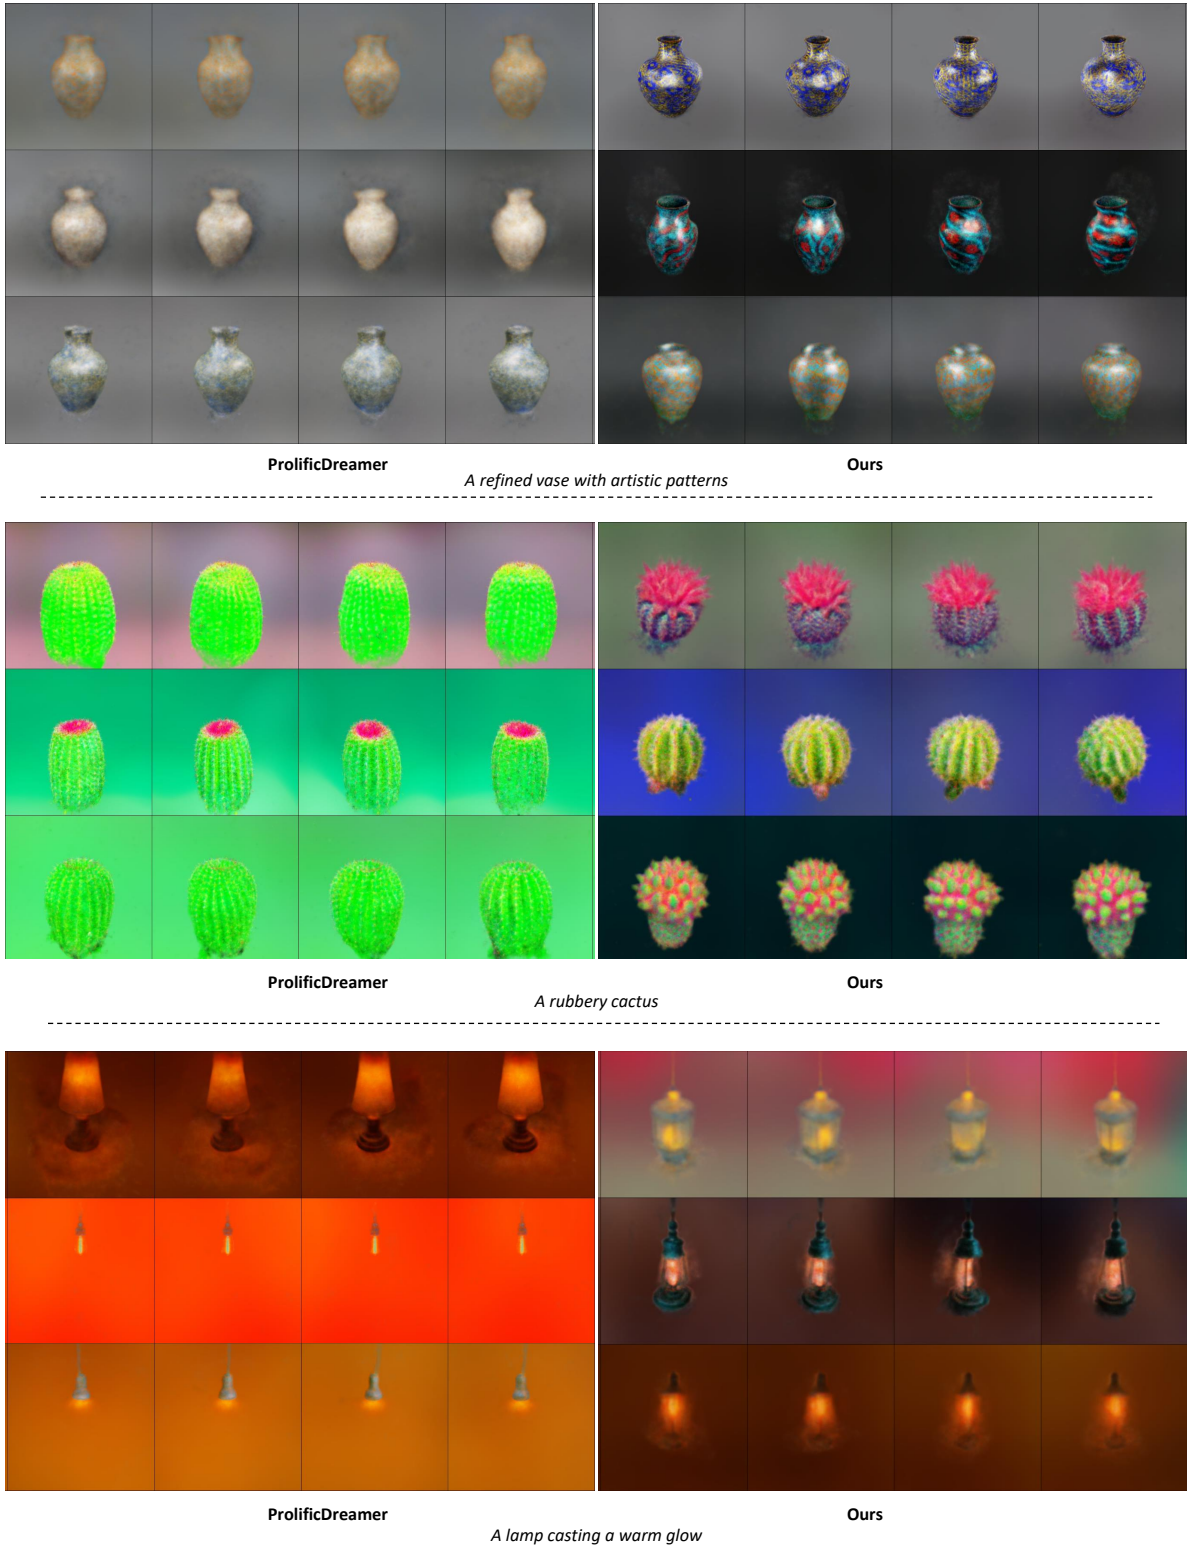 ProlificDreamer
Ours
A refined vase with artistic patterns
ProlificDreamer
Ours
A rubbery cactus
ProlificDreamer
Ours
A lamp casting a warm glow